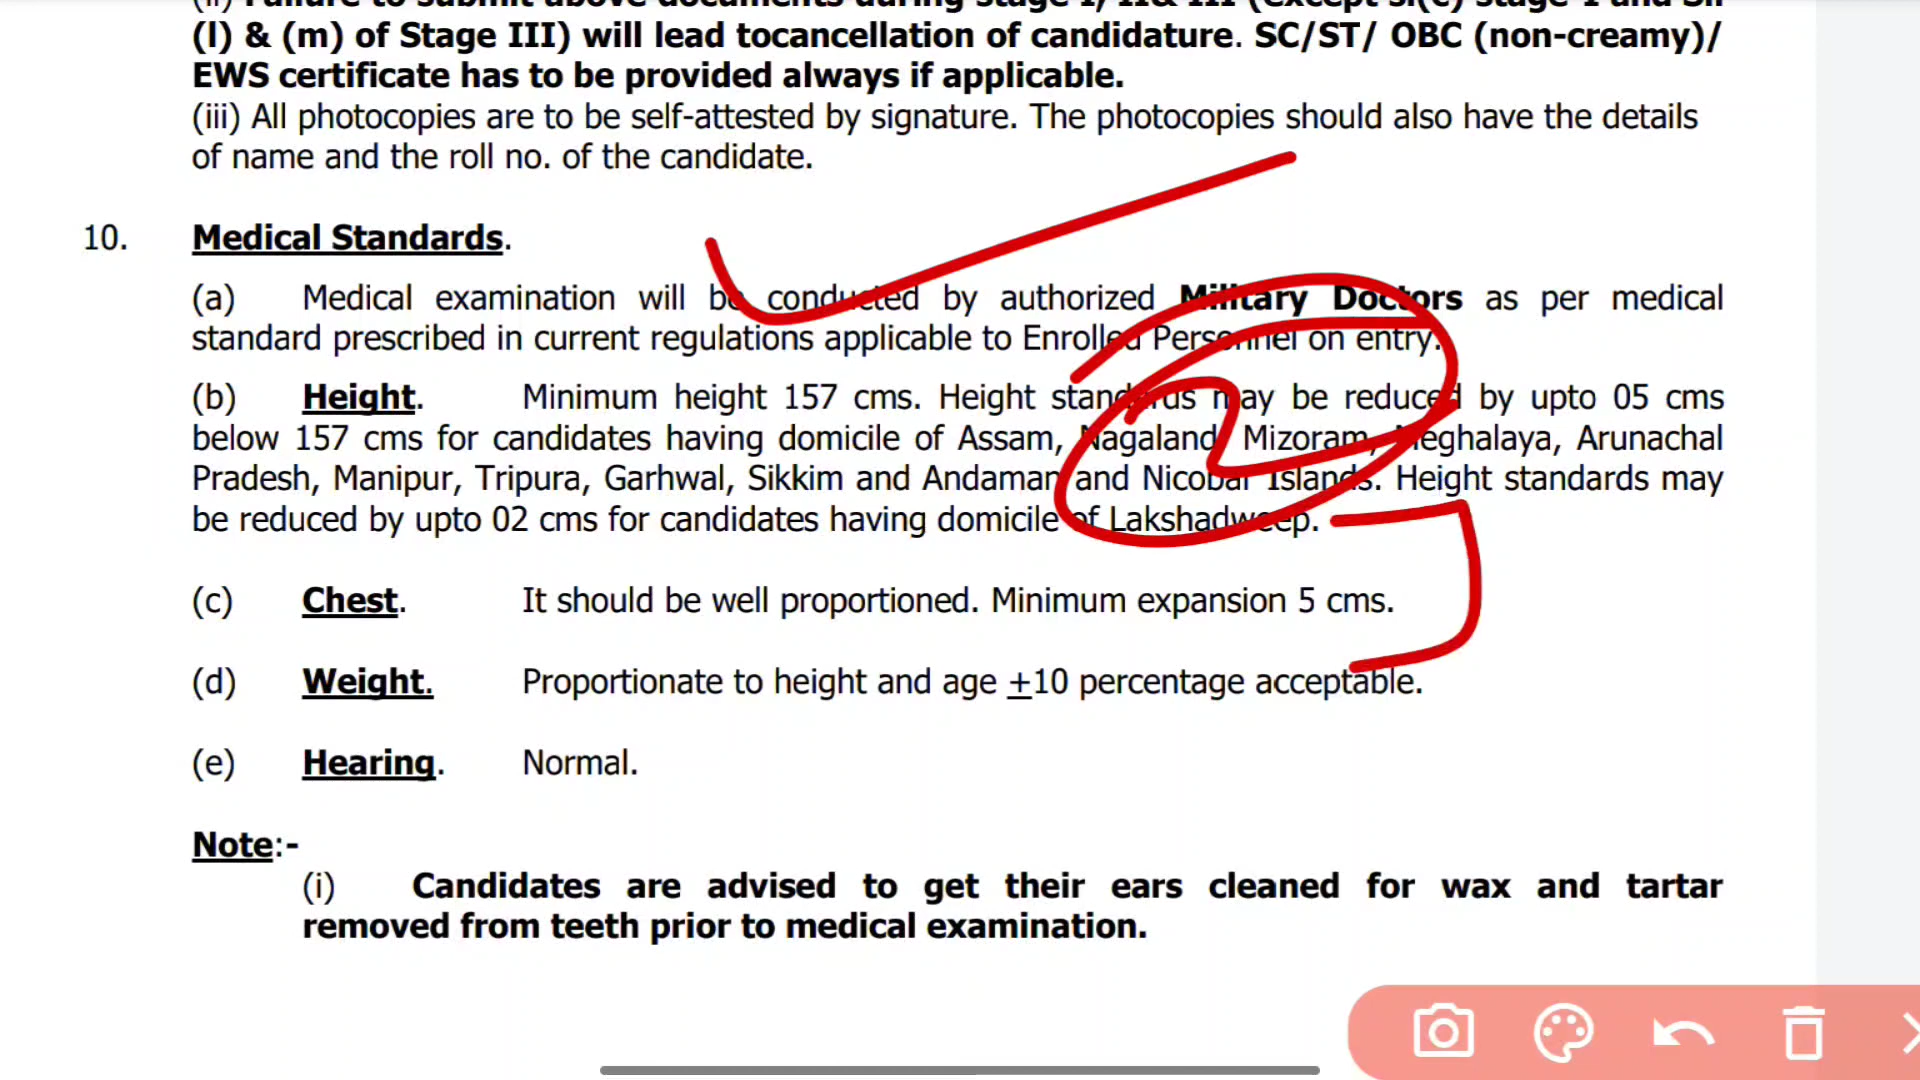 (l) & (m) of Stage III) will lead tocancellation of candidature. SC/ST/ OBC (non-creamy)/
EWS certificate has to be provided always if applicable.
(iii) All photocopies are to be self-attested by signature. The photocopies should also have the details
of name and the roll no. of the candidate.
10. Medical Standards.
(a) Medical examination will be conducted by authorized Military Doctors as per medical
standard prescribed in current regulations applicable to Enrolled Personnel on entry.
(b) Height. Minimum height 157 cms. Height standards may be reduced by upto 05 cms
below 157 cms for candidates having domicile of Assam, Nagaland, Mizoram, Meghalaya, Arunachal
Pradesh, Manipur, Tripura, Garhwal, Sikkim and Andaman and Nicobar Islands. Height standards may
be reduced by upto 02 cms for candidates having domicile of Lakshadweep.
(c) Chest. It should be well proportioned. Minimum expansion 5 cms.
(d) Weight. Proportionate to height and age ±10 percentage acceptable.
(e) Hearing. Normal.
Note:-
(i) Candidates are advised to get their ears cleaned for wax and tartar
removed from teeth prior to medical examination.